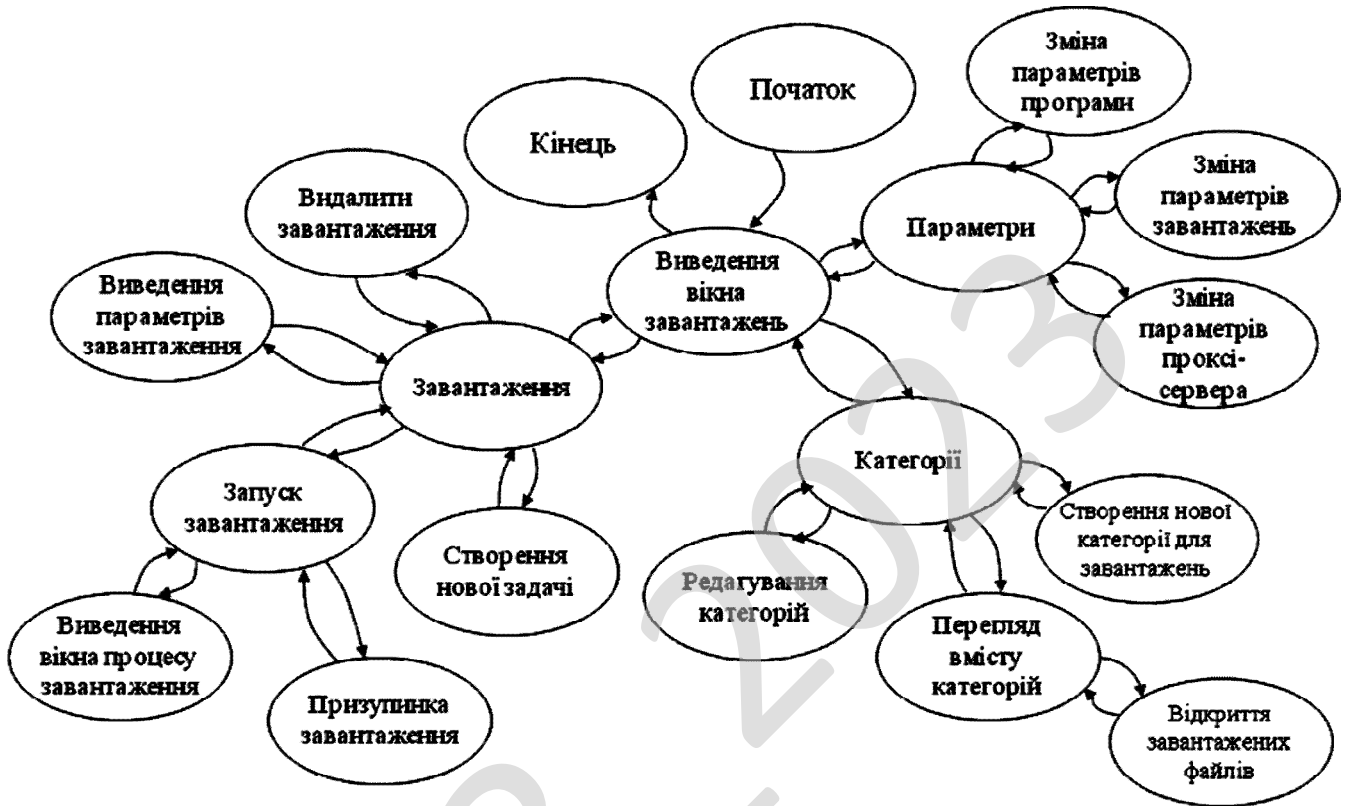 Зміна
параметрів
програми
Початок
Кінець
Зміна
параметрів
завантажень
Видалити
завантаження
Параметри
Виведення
вікна
завантажень
Виведення
параметрів
завантаження
Зміна
параметрів
проксі-
сервера
Завантаження
Категорії
Запуск
завантаження
Створення нової
категорії для
завантажень
Створення
нової задачі
Редагування
категорій
Перегляд
вмісту
категорій
Виведення
вікна процесу
завантаження
Призупинка
завантаження
Відкриття
завантажених
файлів
2023